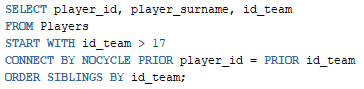 SELECT player_id, player_surname, id_team
FROM Players
START WITH id_team > 17
CONNECT BY NOCYCLE PRIOR player_id = PRIOR id_team
ORDER SIBLINGS BY id_team;